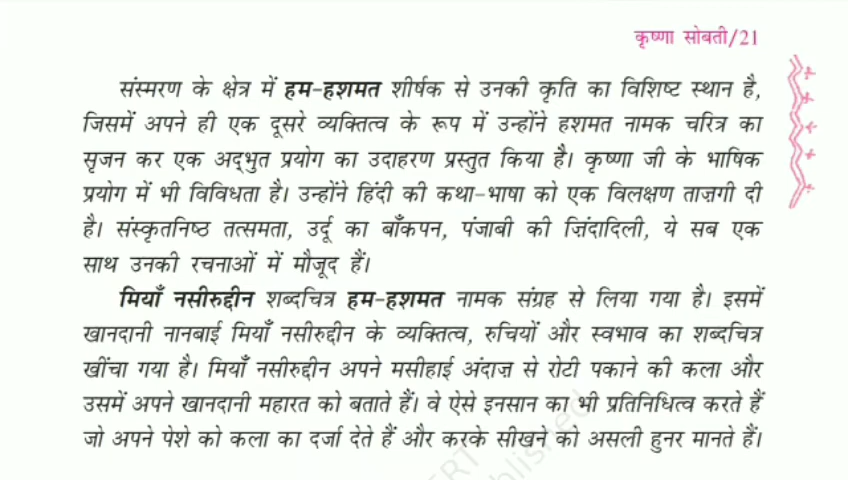 कृष्णा सोबती/21
संस्मरण के क्षेत्र में हम-हशमत शीर्षक से उनकी कृति का विशिष्ट स्थान है,
जिसमें अपने ही एक दूसरे व्यक्तित्व के रूप में उन्होंने हशमत नामक चरित्र का
सृजन कर एक अद्भुत प्रयोग का उदाहरण प्रस्तुत किया है। कृष्णा जी के भाषिक
प्रयोग में भी विविधता है। उन्होंने हिंदी की कथा-भाषा को एक विलक्षण ताज़गी दी
है। संस्कृतनिष्ठ तत्समता, उर्दू का बाँकपन, पंजाबी की ज़िंदादिली, ये सब एक
साथ उनकी रचनाओं में मौजूद हैं।
मियाँ नसीरुद्दीन शब्दचित्र हम-हशमत नामक संग्रह से लिया गया है। इसमें
खानदानी नानबाई मियाँ नसीरुद्दीन के व्यक्तित्व, रुचियों और स्वभाव का शब्दचित्र
खींचा गया है। मियाँ नसीरुद्दीन अपने मसीहाई अंदाज़ से रोटी पकाने की कला और
उसमें अपने खानदानी महारत को बताते हैं। वे ऐसे इनसान का भी प्रतिनिधित्व करते हैं
जो अपने पेशे को कला का दर्जा देते हैं और करके सीखने को असली हुनर मानते हैं।